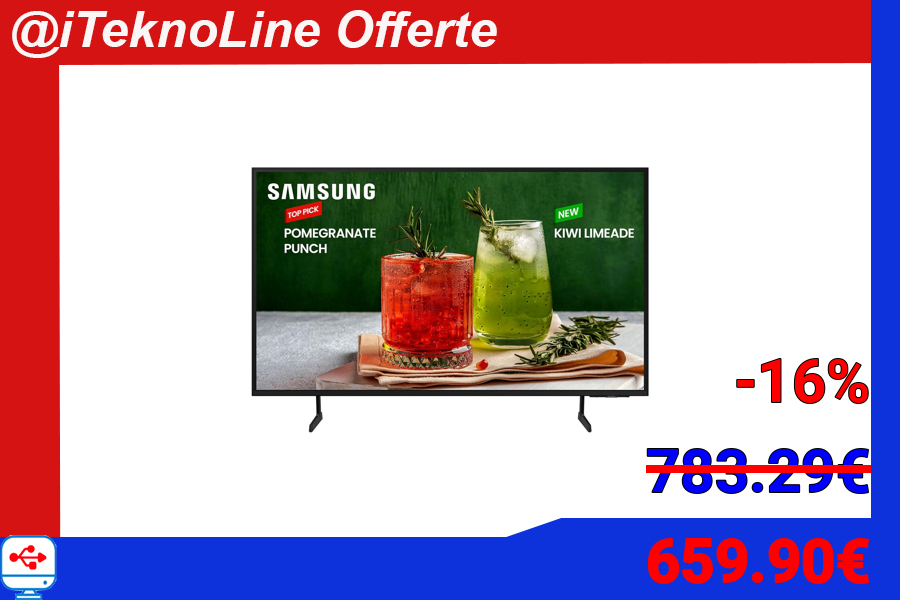 @iTeknoLine Offerte
SAMSUNG
TOP PICK
POMEGRANATE
PUNCH
NEW
KIWI LIMEADE
-16%
783.29€
659.90€